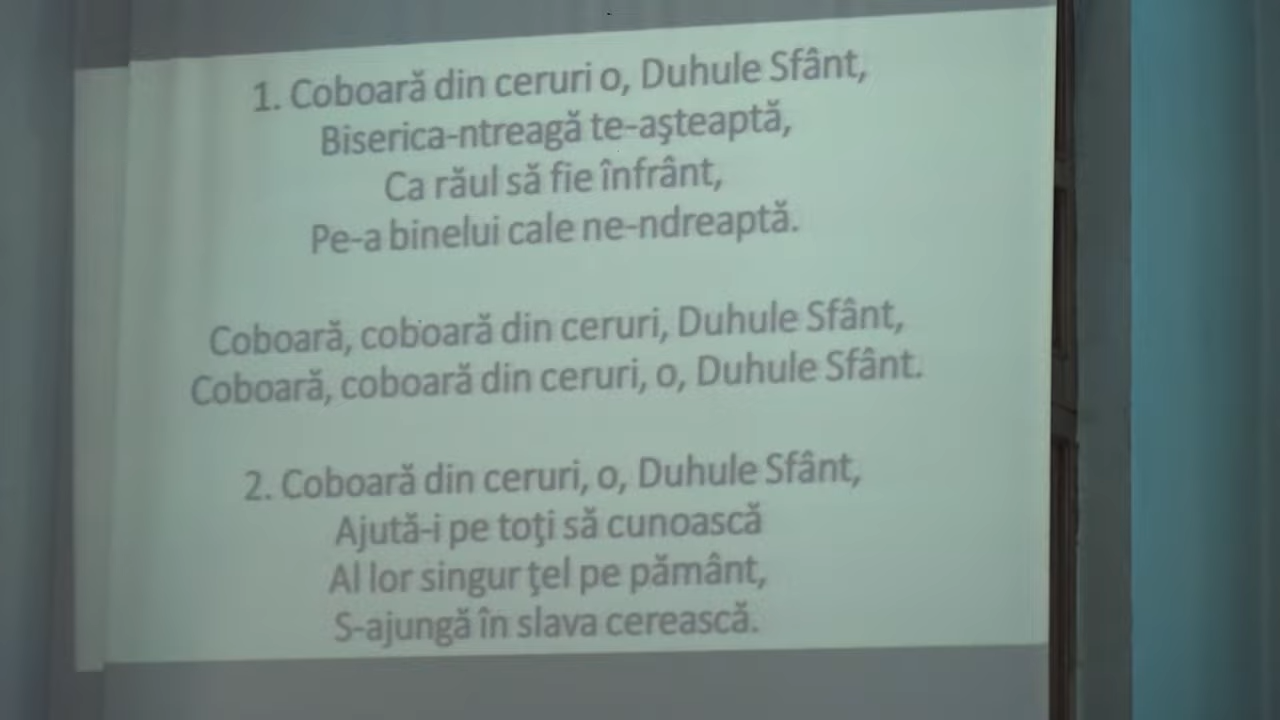 1. Coboară din ceruri o, Duhule Sfânt,
Biserica-ntreagă te-aşteaptă,
Ca răul să fie înfrânt,
Pe-a binelui cale ne-ndreaptă.
Coboară, coboară din ceruri, Duhule Sfânt,
Coboară, coboară din ceruri, o, Duhule Sfânt.
2. Coboară din ceruri, o, Duhule Sfânt,
Ajută-i pe toţi să cunoască
Al lor singur ţel pe pământ,
S-ajungă în slava cerească.